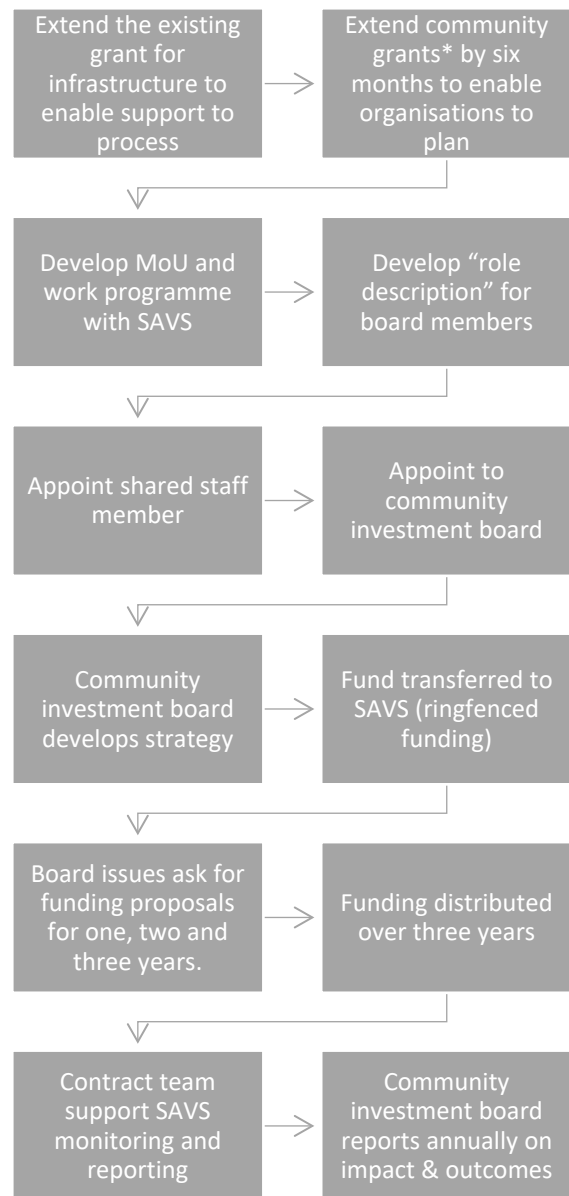 Extend the existing
grant for
infrastructure to
enable support to
process
Extend community
grants* by six
months to enable
organisations to
plan
Develop MoU and
work programme
with SAVS
Develop “role
description” for
board members
Appoint shared staff
member
Appoint to
community
investment board
Community
investment board
develops strategy
Fund transferred to
SAVS (ringfenced
funding)
Board issues ask for
funding proposals
for one, two and
three years.
Funding distributed
over three years
Contract team
support SAVS
monitoring and
reporting
Community
investment board
reports annually on
impact & outcomes